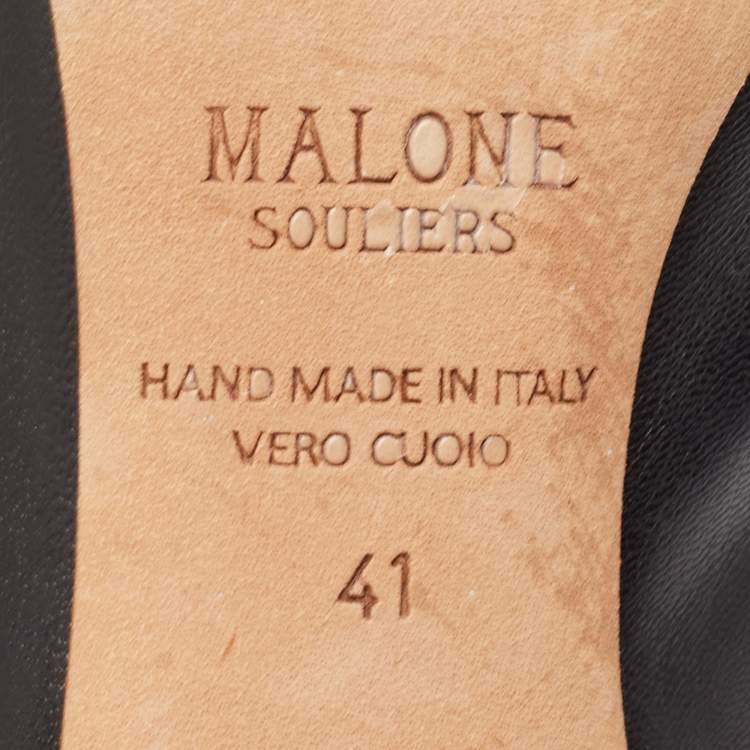 MALONE
SOULIERS
HAND MADE IN ITALY
VERO CUOIO
41